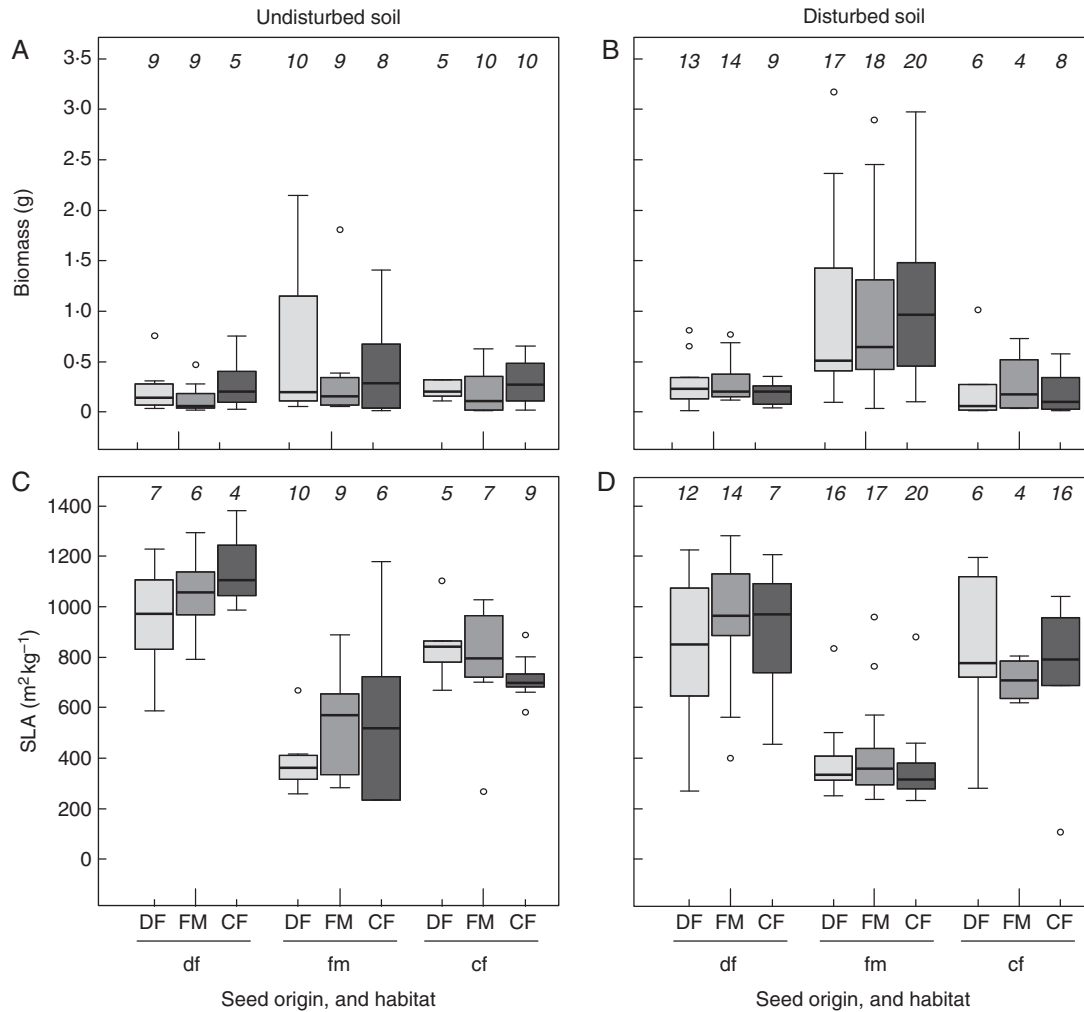 Undisturbed soil
Disturbed soil
A
9 9 5 10 9 8 5 10 10
B
13 14 9 17 18 20 6 4 8
3·5
3·0
2·5
2·0
1·5
1·0
0·5
0
Biomass (g)
C
7 6 4 10 9 6 5 7 9
D
12 14 7 16 17 20 6 4 16
1400
1200
1000
800
600
400
200
0
SLA (m² kg⁻¹)
DF FM CF DF FM CF DF FM CF
df fm cf
Seed origin, and habitat
DF FM CF DF FM CF DF FM CF
df fm cf
Seed origin, and habitat